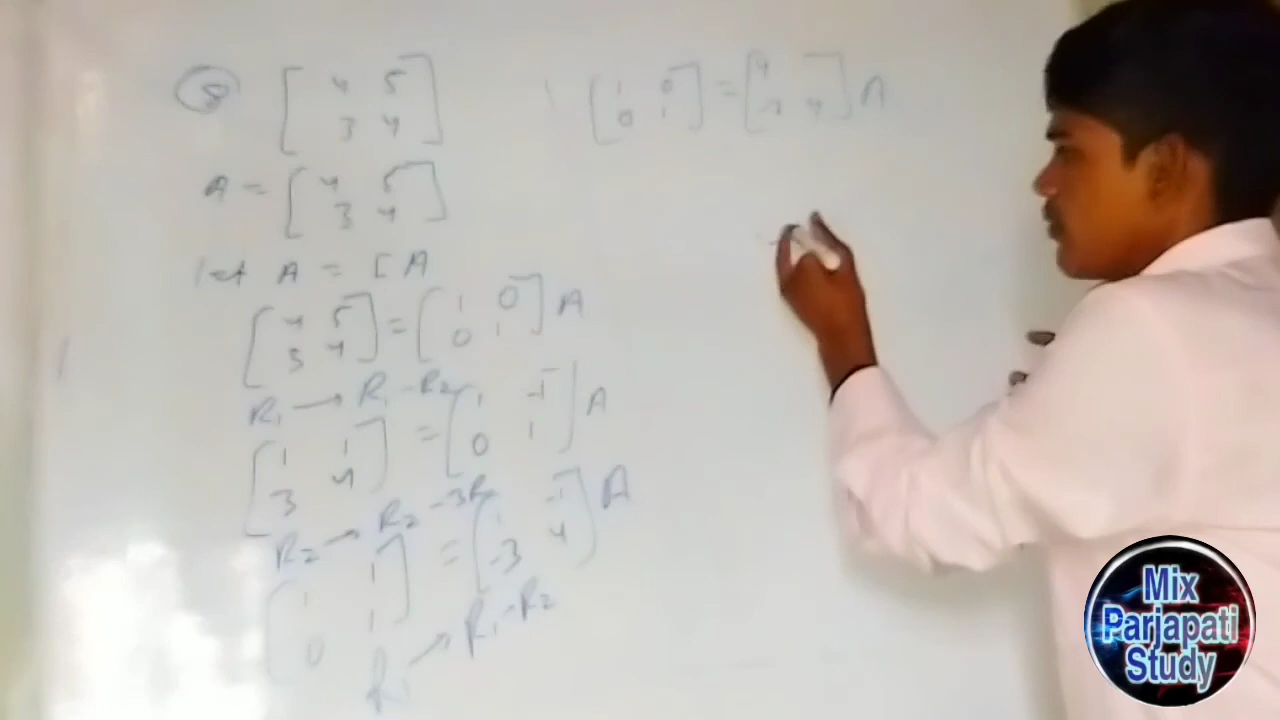 8 [ 4 5
3 4 ]
A = [ 4 5
3 4 ]
let A = I A
[ 4 5
3 4 ] = [ 1 0
0 1 ] A
R1 → R1 - R2
[ 1 1
3 4 ] = [ 1 -1
0 1 ] A
R2 → R2 - 3R
[ 1 1
0 1 ] = [ 1 -1
-3 4 ] A
R1 → R1 - R2
[ 1 0
0 1 ] = [ 4
-3 4 ] A
Mix
Parjapati
Study